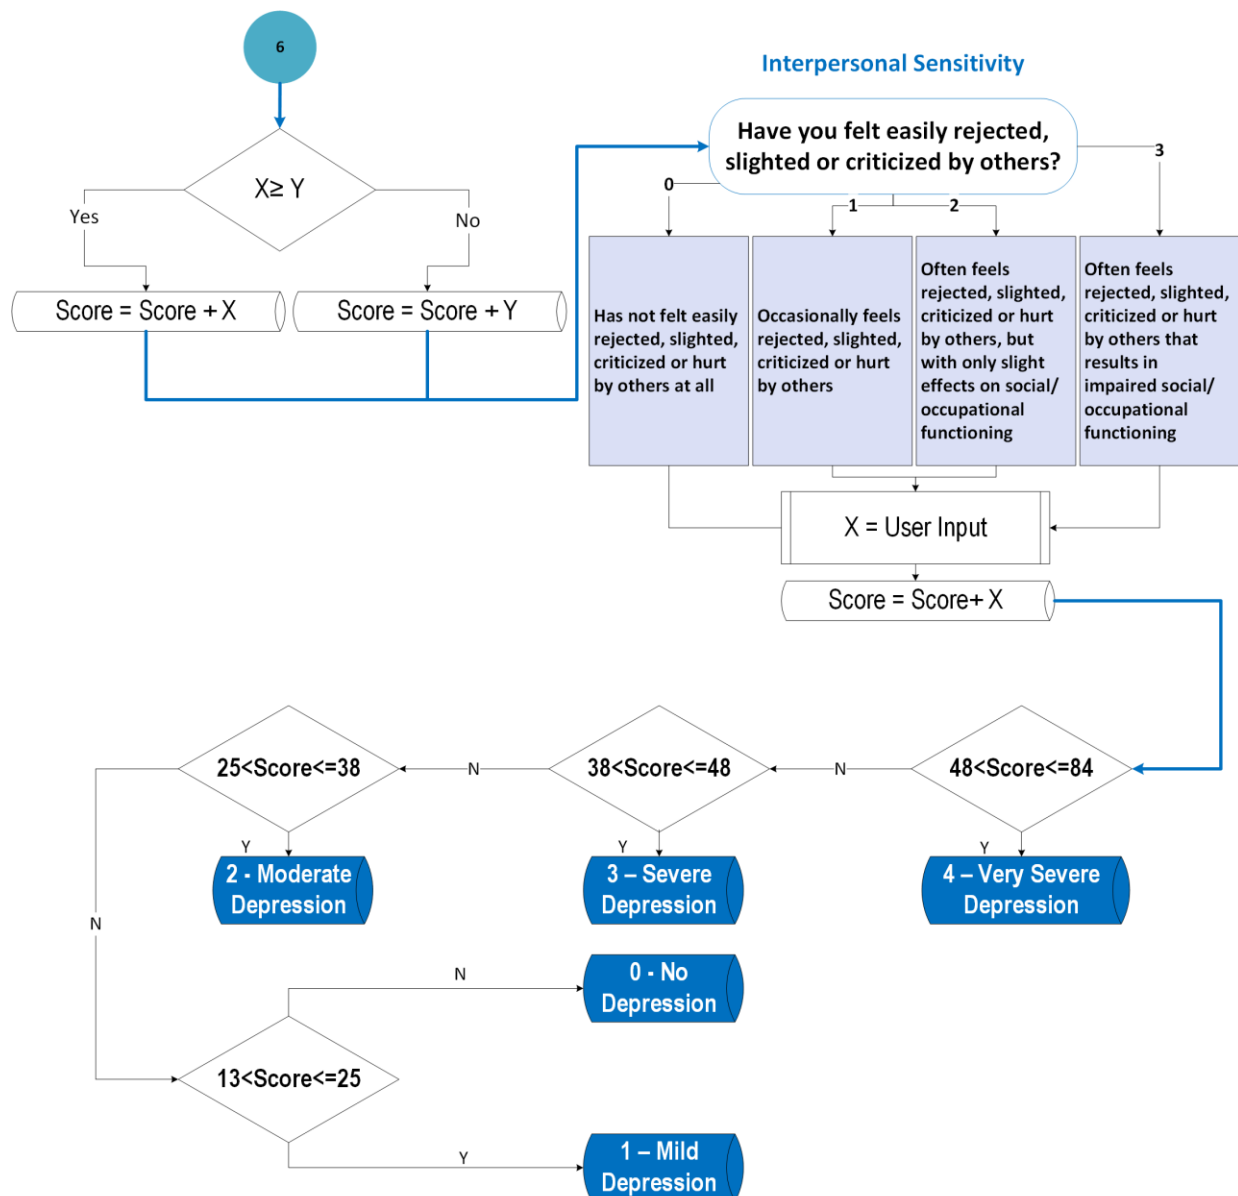 6
X≥ Y
Yes
No
Score = Score + X
Score = Score + Y
Interpersonal Sensitivity
Have you felt easily rejected,
slighted or criticized by others?
0
1
2
3
Has not felt easily
rejected, slighted,
criticized or hurt
by others at all
Occasionally feels
rejected, slighted,
criticized or hurt
by others
Often feels
rejected, slighted,
criticized or hurt
by others, but
with only slight
effects on social/
occupational
functioning
Often feels
rejected, slighted,
criticized or hurt
by others that
results in
impaired social/
occupational
functioning
X = User Input
Score = Score+ X
48<Score<=84
N
Y
4 – Very Severe
Depression
38<Score<=48
N
Y
3 – Severe
Depression
25<Score<=38
Y
2 - Moderate
Depression
N
13<Score<=25
N
0 - No
Depression
Y
1 – Mild
Depression